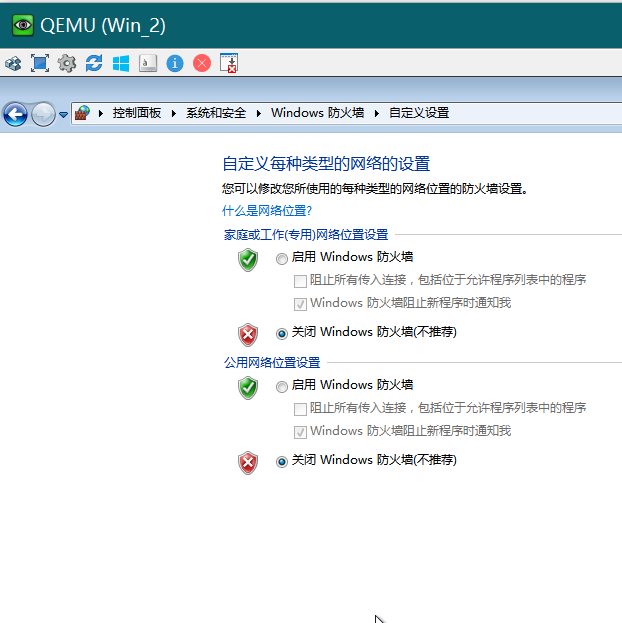 QEMU (Win_2)
控制面板 系统和安全 Windows 防火墙 自定义设置
自定义每种类型的网络的设置
您可以修改您所使用的每种类型的网络位置的防火墙设置。
什么是网络位置?
家庭或工作(专用)网络位置设置
启用 Windows 防火墙
阻止所有传入连接，包括位于允许程序列表中的程序
Windows 防火墙阻止新程序时通知我
关闭 Windows 防火墙(不推荐)
公用网络位置设置
启用 Windows 防火墙
阻止所有传入连接，包括位于允许程序列表中的程序
Windows 防火墙阻止新程序时通知我
关闭 Windows 防火墙(不推荐)